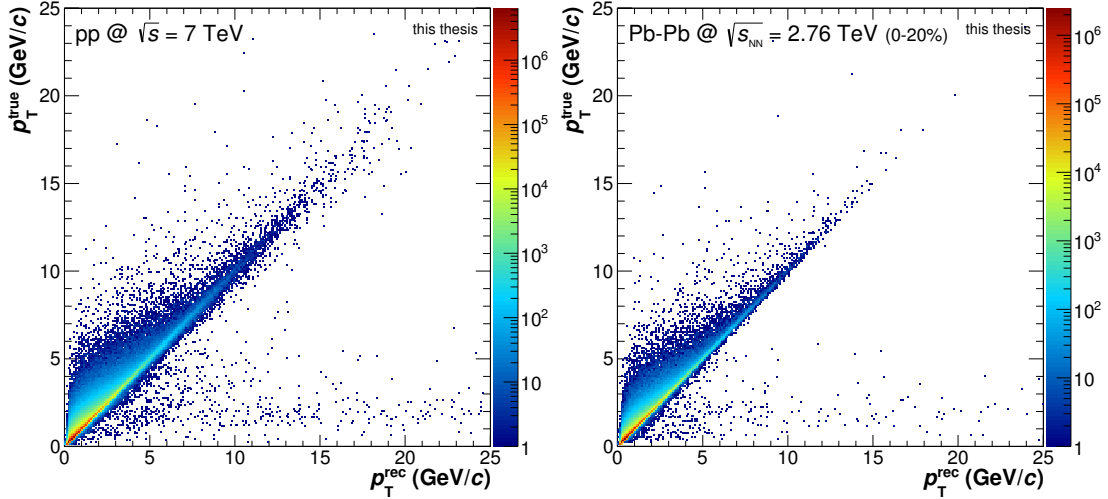 pp @ √s = 7 TeV
this thesis
p_T^true (GeV/c)
25
20
15
10
5
0
0 5 10 15 20 25
p_T^rec (GeV/c)
10^6
10^5
10^4
10^3
10^2
10
1
Pb-Pb @ √s_NN = 2.76 TeV (0-20%)
this thesis
p_T^true (GeV/c)
25
20
15
10
5
0
0 5 10 15 20 25
p_T^rec (GeV/c)
10^6
10^5
10^4
10^3
10^2
10
1